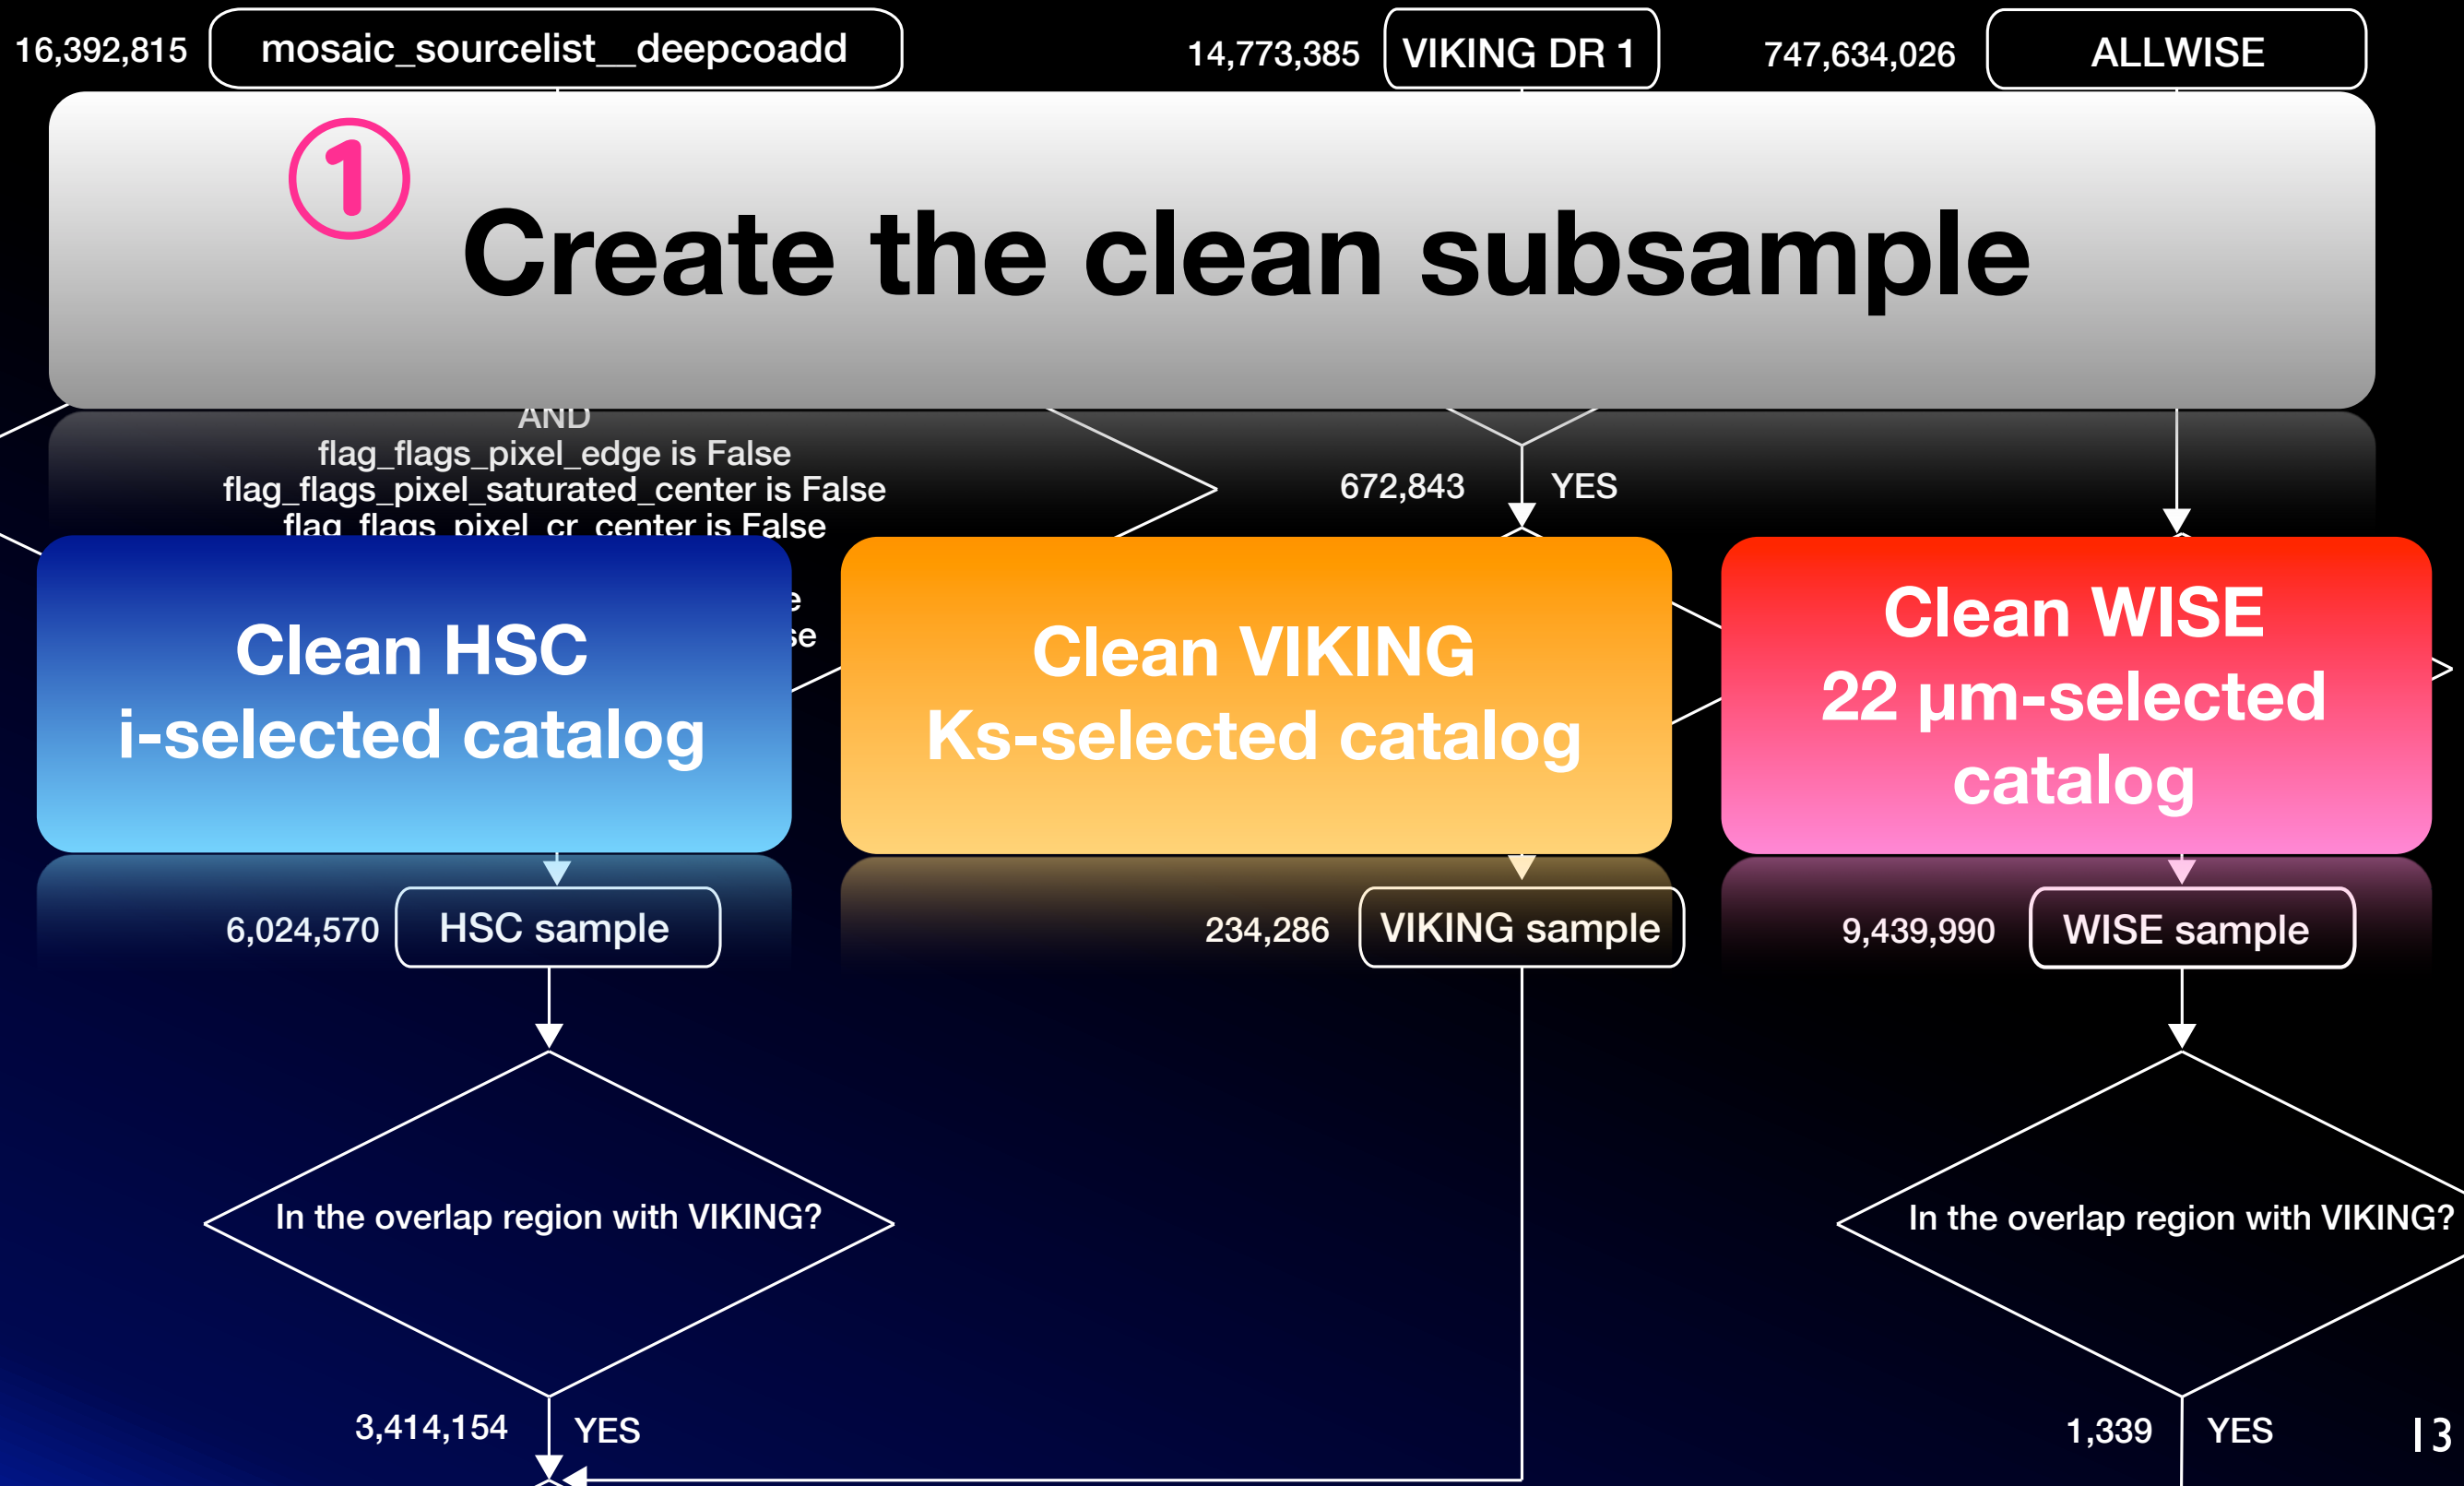 16,392,815 mosaic_sourcelist__deepcoadd 14,773,385 VIKING DR 1 747,634,026 ALLWISE
1
Create the clean subsample
AND
flag_flags_pixel_edge is False
flag_flags_pixel_saturated_center is False
flag_flags_pixel_cr_center is False
672,843 YES
Clean HSC
i-selected catalog
Clean VIKING
Ks-selected catalog
Clean WISE
22 µm-selected
catalog
6,024,570 HSC sample
234,286 VIKING sample
9,439,990 WISE sample
In the overlap region with VIKING?
In the overlap region with VIKING?
3,414,154 YES
1,339 YES
13